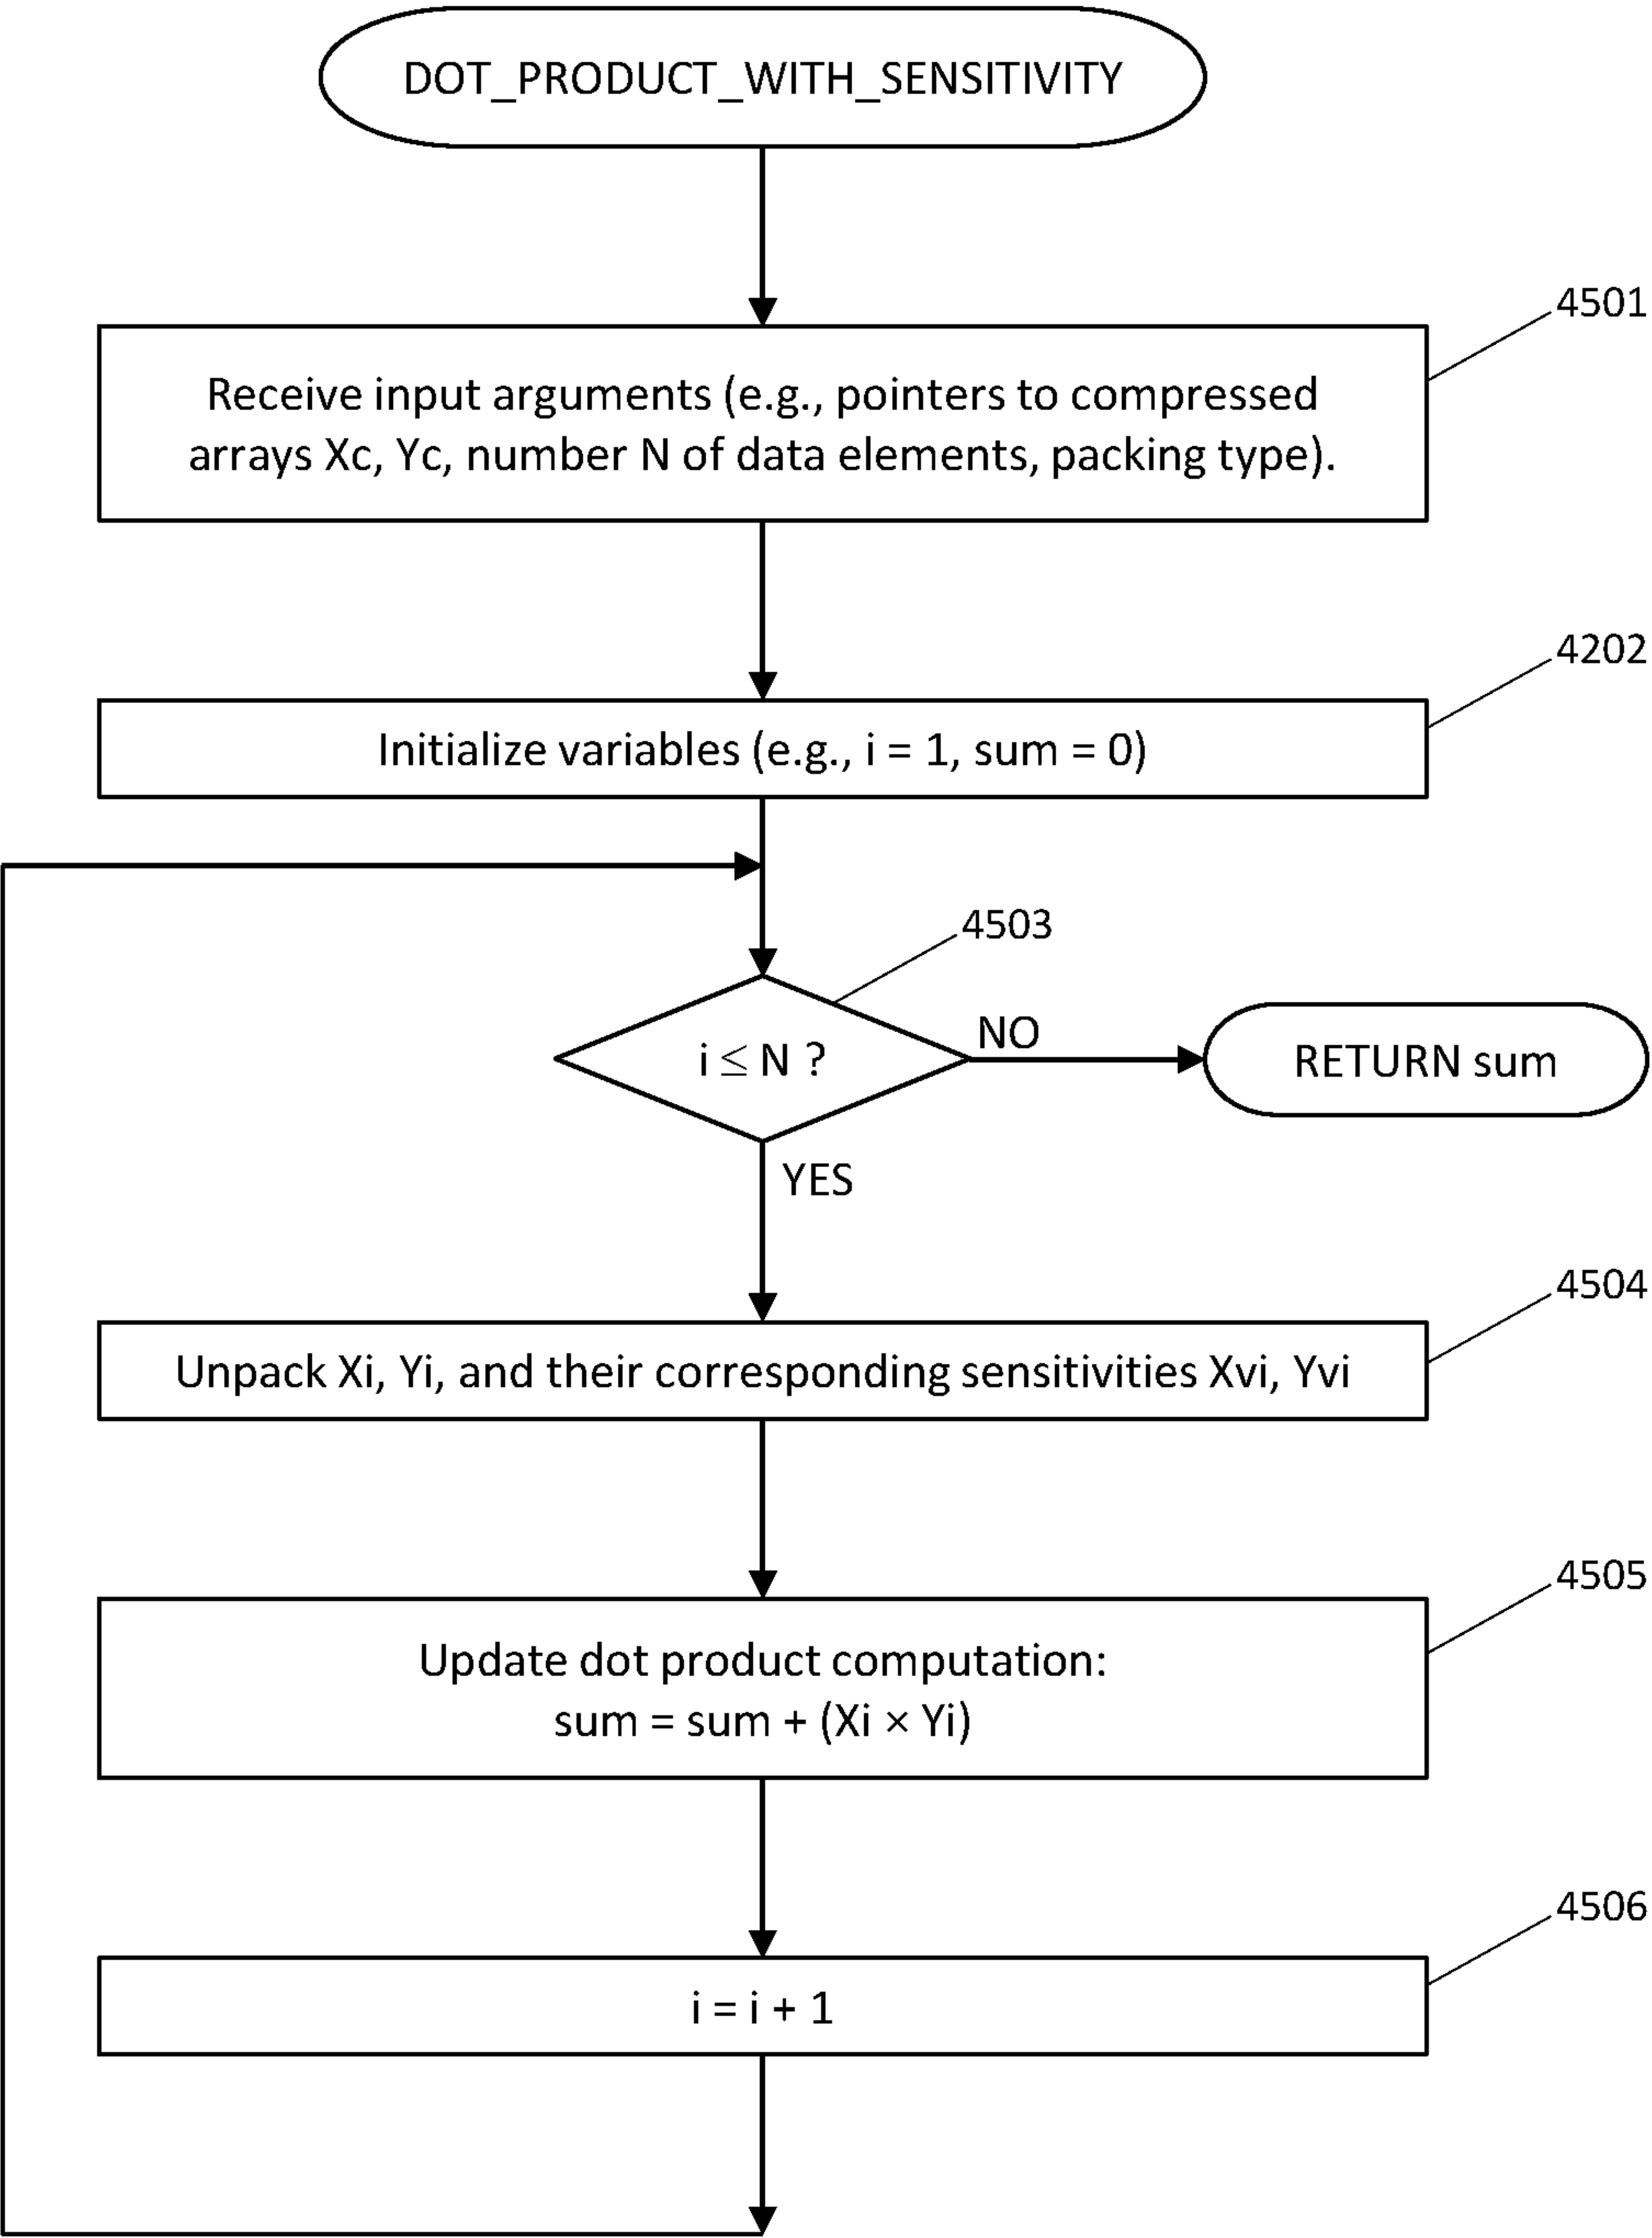 DOT_PRODUCT_WITH_SENSITIVITY
4501
Receive input arguments (e.g., pointers to compressed
arrays Xc, Yc, number N of data elements, packing type).
4202
Initialize variables (e.g., i = 1, sum = 0)
4503
i ≤ N ?
NO
RETURN sum
YES
4504
Unpack Xi, Yi, and their corresponding sensitivities Xvi, Yvi
4505
Update dot product computation:
sum = sum + (Xi × Yi)
4506
i = i + 1